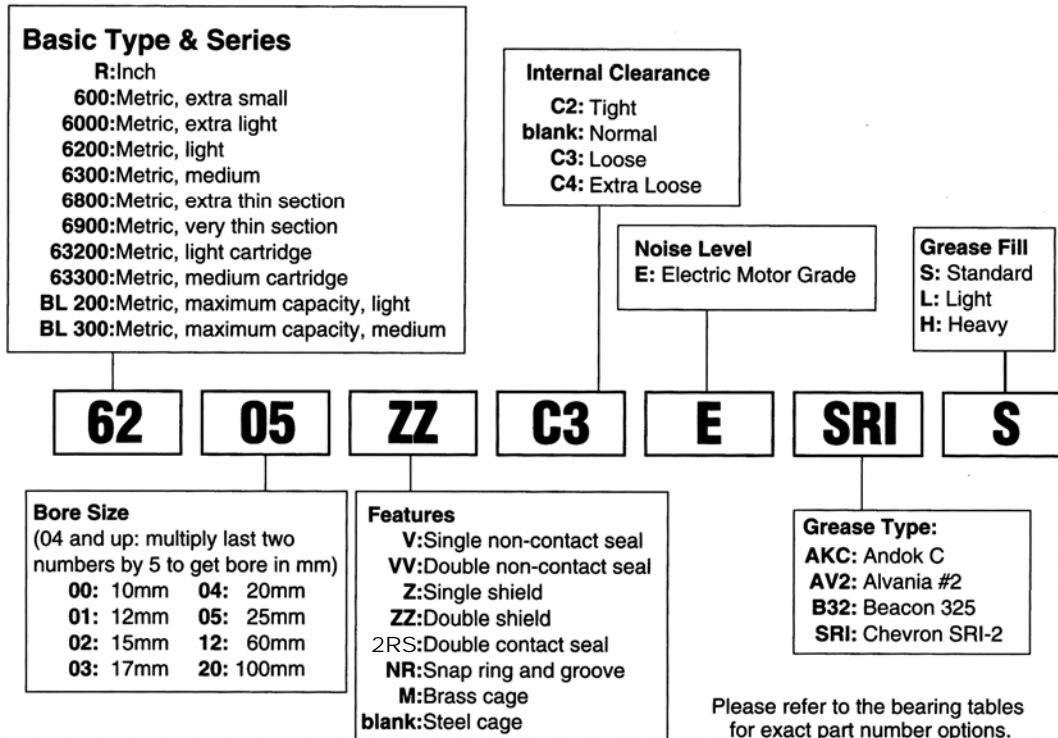 Basic Type & Series
R:Inch
600:Metric, extra small
6000:Metric, extra light
6200:Metric, light
6300:Metric, medium
6800:Metric, extra thin section
6900:Metric, very thin section
63200:Metric, light cartridge
63300:Metric, medium cartridge
BL 200:Metric, maximum capacity, light
BL 300:Metric, maximum capacity, medium
Internal Clearance
C2: Tight
blank: Normal
C3: Loose
C4: Extra Loose
Noise Level
E: Electric Motor Grade
Grease Fill
S: Standard
L: Light
H: Heavy
62 05 ZZ C3 E SRI S
Bore Size
(04 and up: multiply last two
numbers by 5 to get bore in mm)
00: 10mm 04: 20mm
01: 12mm 05: 25mm
02: 15mm 12: 60mm
03: 17mm 20: 100mm
Features
V:Single non-contact seal
VV:Double non-contact seal
Z:Single shield
ZZ:Double shield
2RS:Double contact seal
NR:Snap ring and groove
M:Brass cage
blank:Steel cage
Grease Type:
AKC: Andok C
AV2: Alvania #2
B32: Beacon 325
SRI: Chevron SRI-2
Please refer to the bearing tables
for exact part number options.